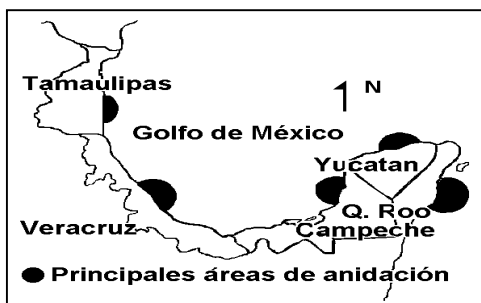 Tamaulipas
N
Golfo de México
Yucatan
Q. Roo
Veracruz
Campeche
Principales áreas de anidación